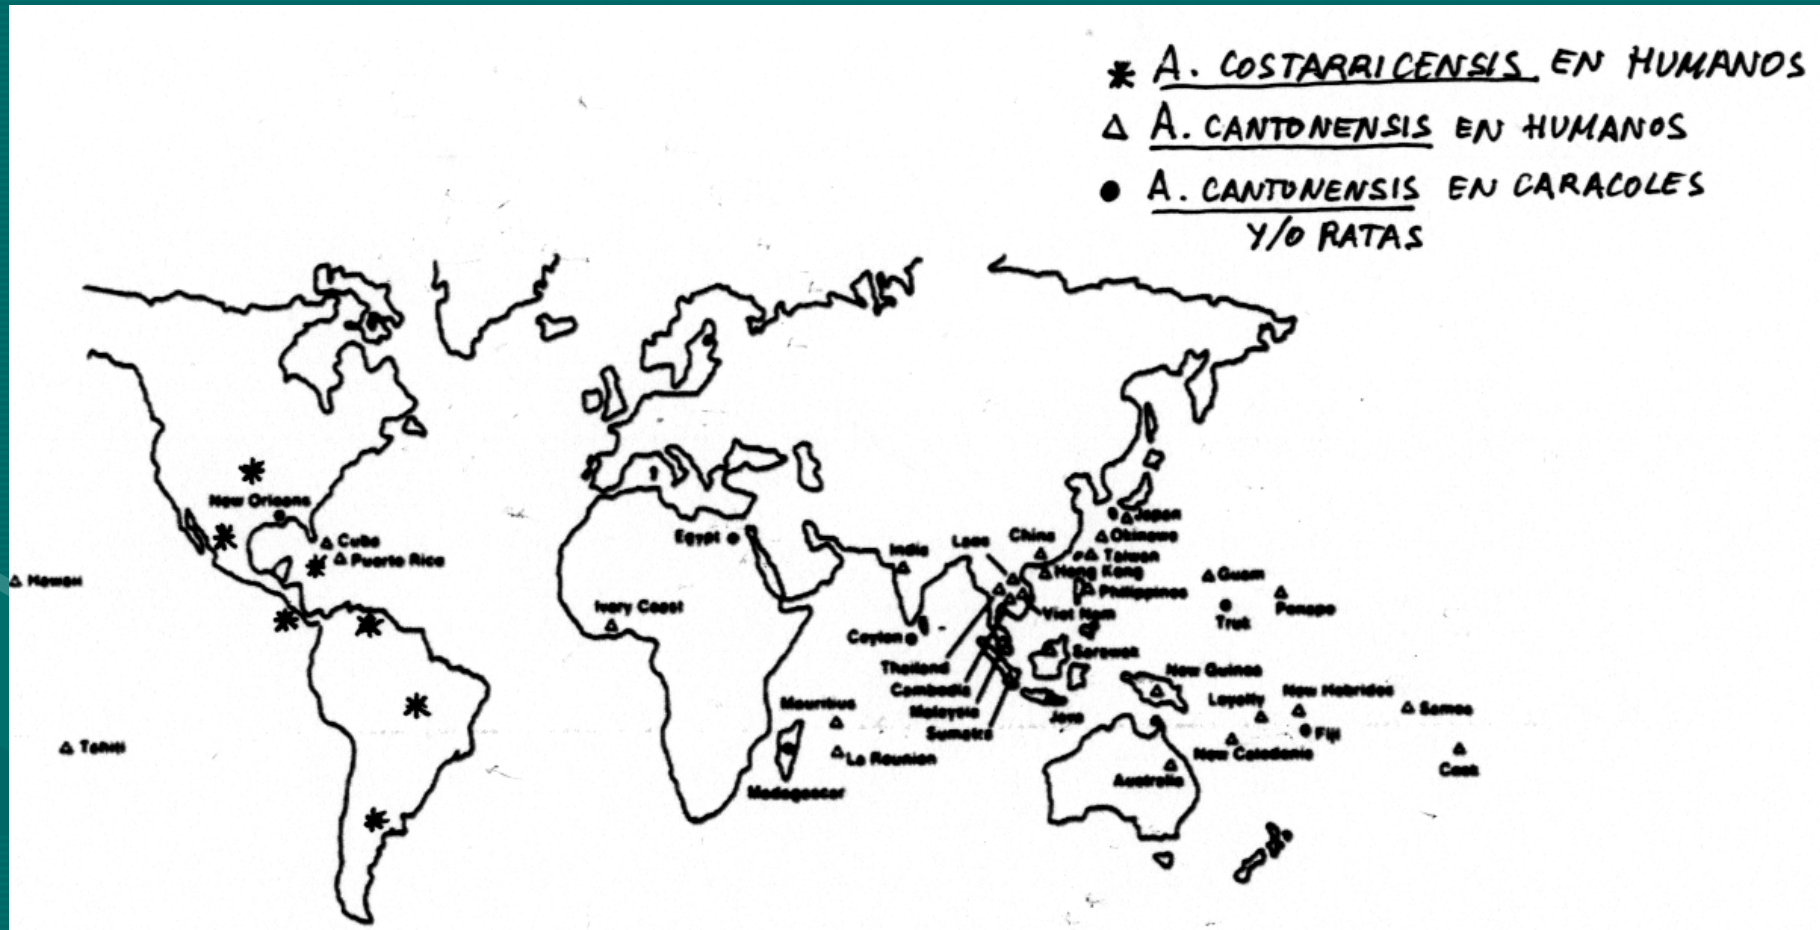 * A. COSTARRICENSIS EN HUMANOS
△ A. CANTONENSIS EN HUMANOS
● A. CANTONENSIS EN CARACOLES
Y/O RATAS
New Orleans
Cuba
Puerto Rico
Hawaii
Tahiti
Egypt
Ivory Coast
Mauritius
La Reunion
Madagascar
India
Ceylon
Laos
China
Japan
Okinawa
Taiwan
Hong Kong
Philippines
Viet Nam
Thailand
Cambodia
Malaysia
Sumatra
Sarawak
Java
Guam
Ponape
Truk
New Guinea
Loyalty
New Hebrides
Samoa
Fiji
New Caledonia
Australia
Cook